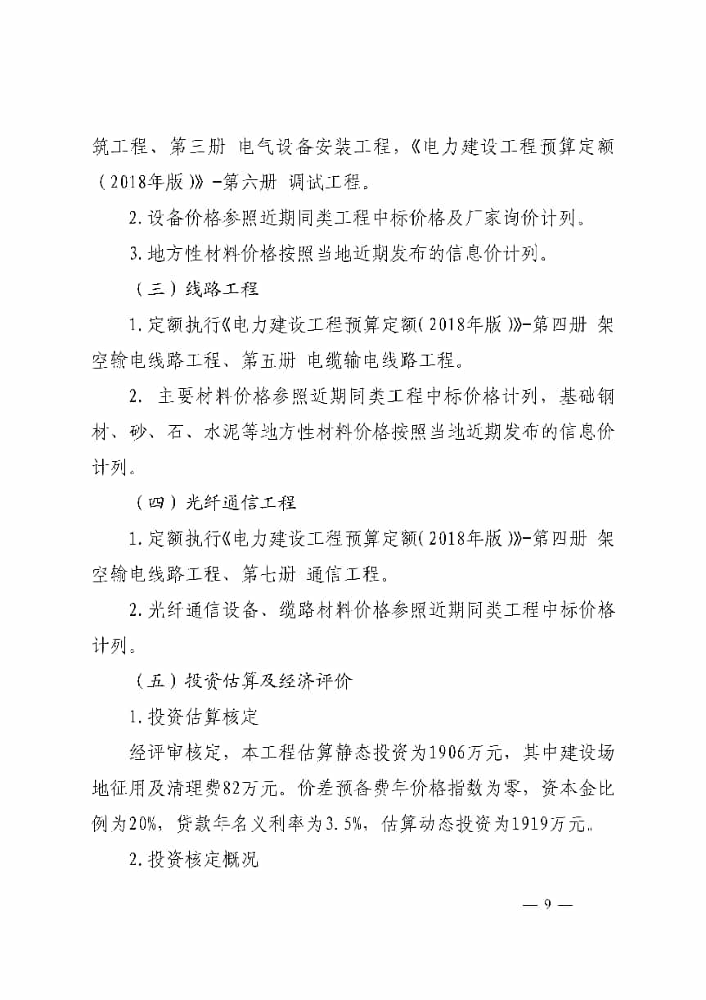 筑工程、第三册 电气设备安装工程，《电力建设工程预算定额
（2018年版）》-第六册 调试工程。
2.设备价格参照近期同类工程中标价格及厂家询价计列。
3.地方性材料价格按照当地近期发布的信息价计列。
（三）线路工程
1.定额执行《电力建设工程预算定额（2018年版）》-第四册 架
空输电线路工程、第五册 电缆输电线路工程。
2. 主要材料价格参照近期同类工程中标价格计列，基础钢
材、砂、石、水泥等地方性材料价格按照当地近期发布的信息价
计列。
（四）光纤通信工程
1.定额执行《电力建设工程预算定额（2018年版）》-第四册 架
空输电线路工程、第七册 通信工程。
2.光纤通信设备、缆路材料价格参照近期同类工程中标价格
计列。
（五）投资估算及经济评价
1.投资估算核定
经评审核定，本工程估算静态投资为1906万元，其中建设场
地征用及清理费82万元。价差预备费年价格指数为零，资本金比
例为20%，贷款年名义利率为3.5%，估算动态投资为1919万元。
2.投资核定概况
— 9 —